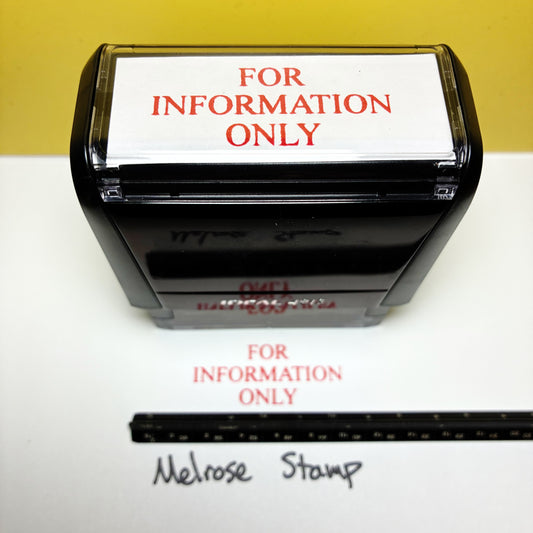 FOR
INFORMATION
ONLY
FOR
INFORMATION
ONLY
Melrose Stamp